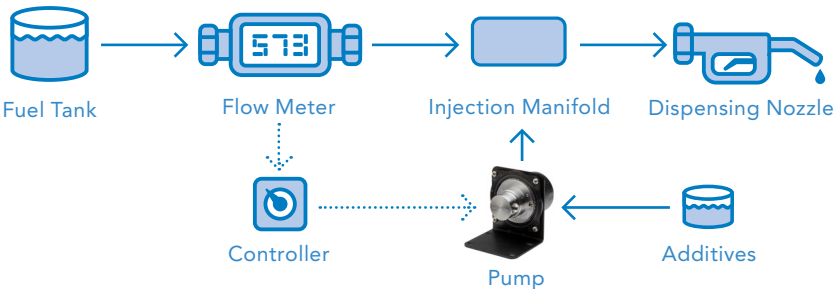 573
Fuel Tank
Flow Meter
Injection Manifold
Dispensing Nozzle
Controller
Additives
Pump